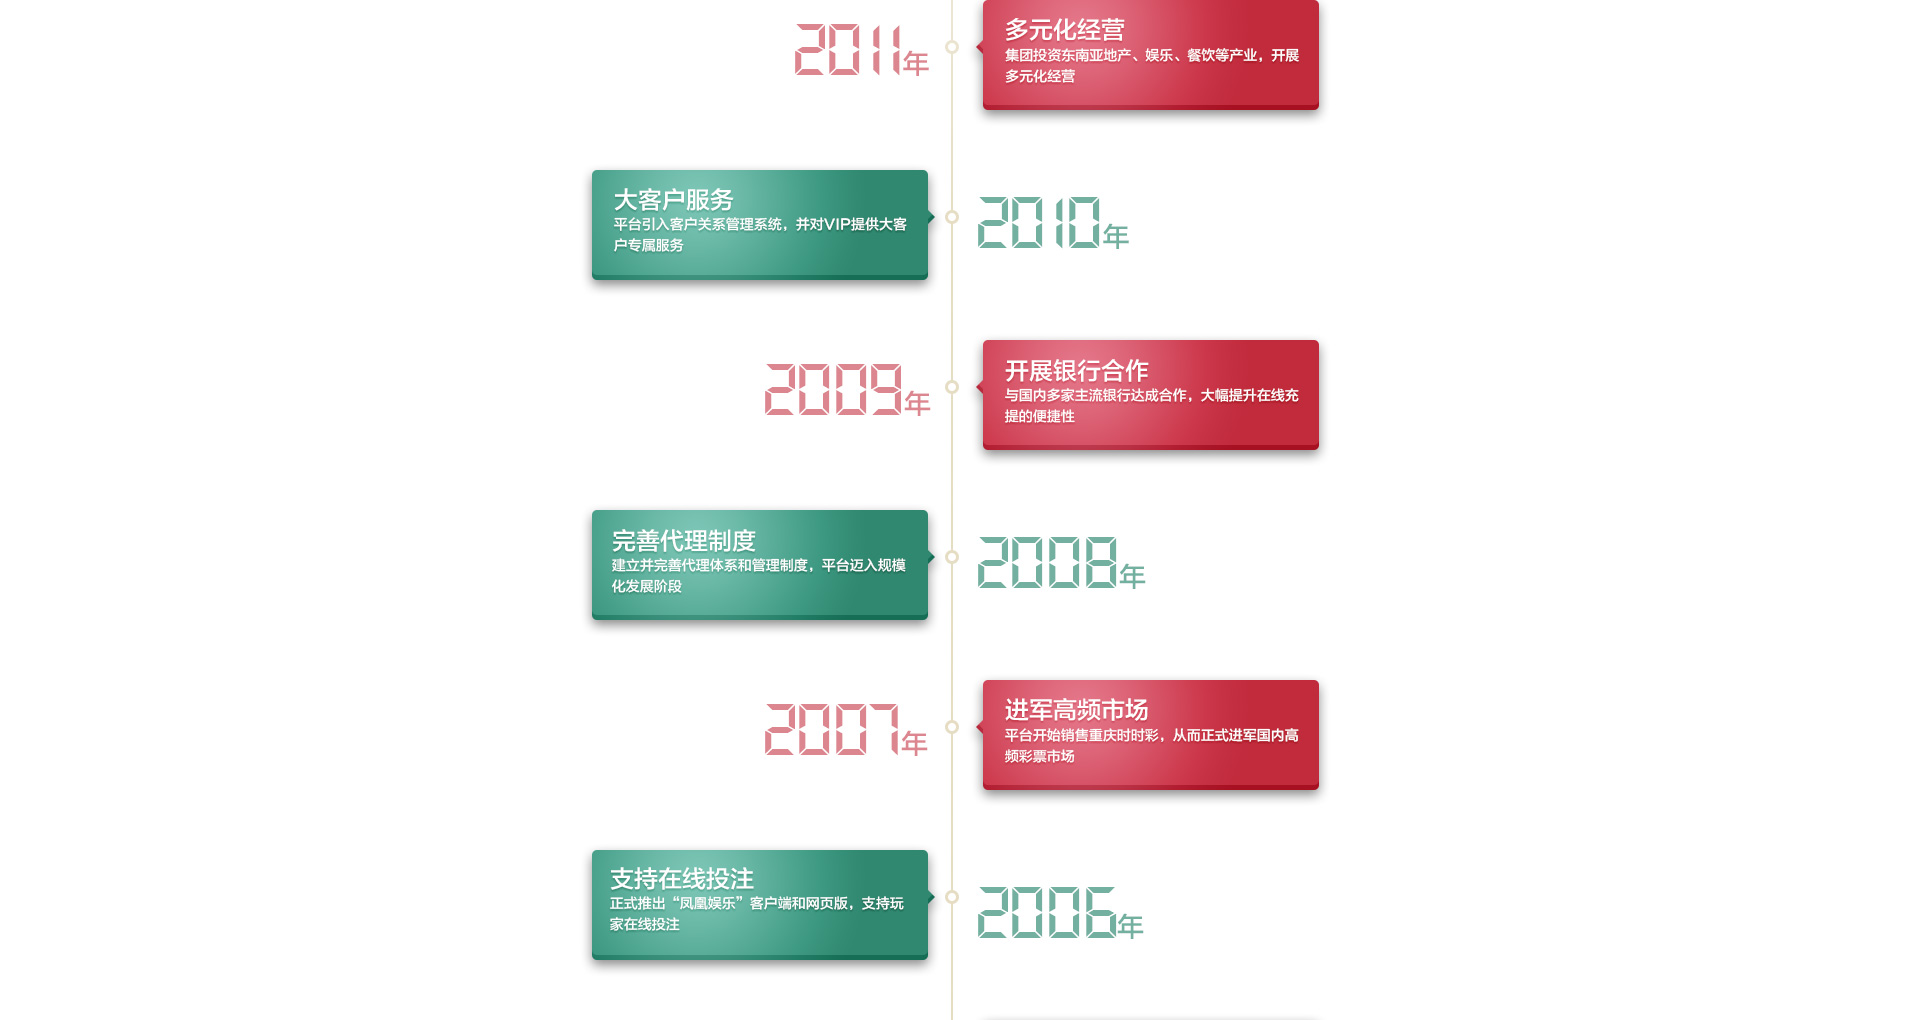 2011年
多元化经营
集团投资东南亚地产、娱乐、餐饮等产业，开展
多元化经营
大客户服务
平台引入客户关系管理系统，并对VIP提供大客
户专属服务
2010年
2009年
开展银行合作
与国内多家主流银行达成合作，大幅提升在线充
提的便捷性
完善代理制度
建立并完善代理体系和管理制度，平台迈入规模
化发展阶段
2008年
2007年
进军高频市场
平台开始销售重庆时时彩，从而正式进军国内高
频彩票市场
支持在线投注
正式推出“凤凰娱乐”客户端和网页版，支持玩
家在线投注
2006年